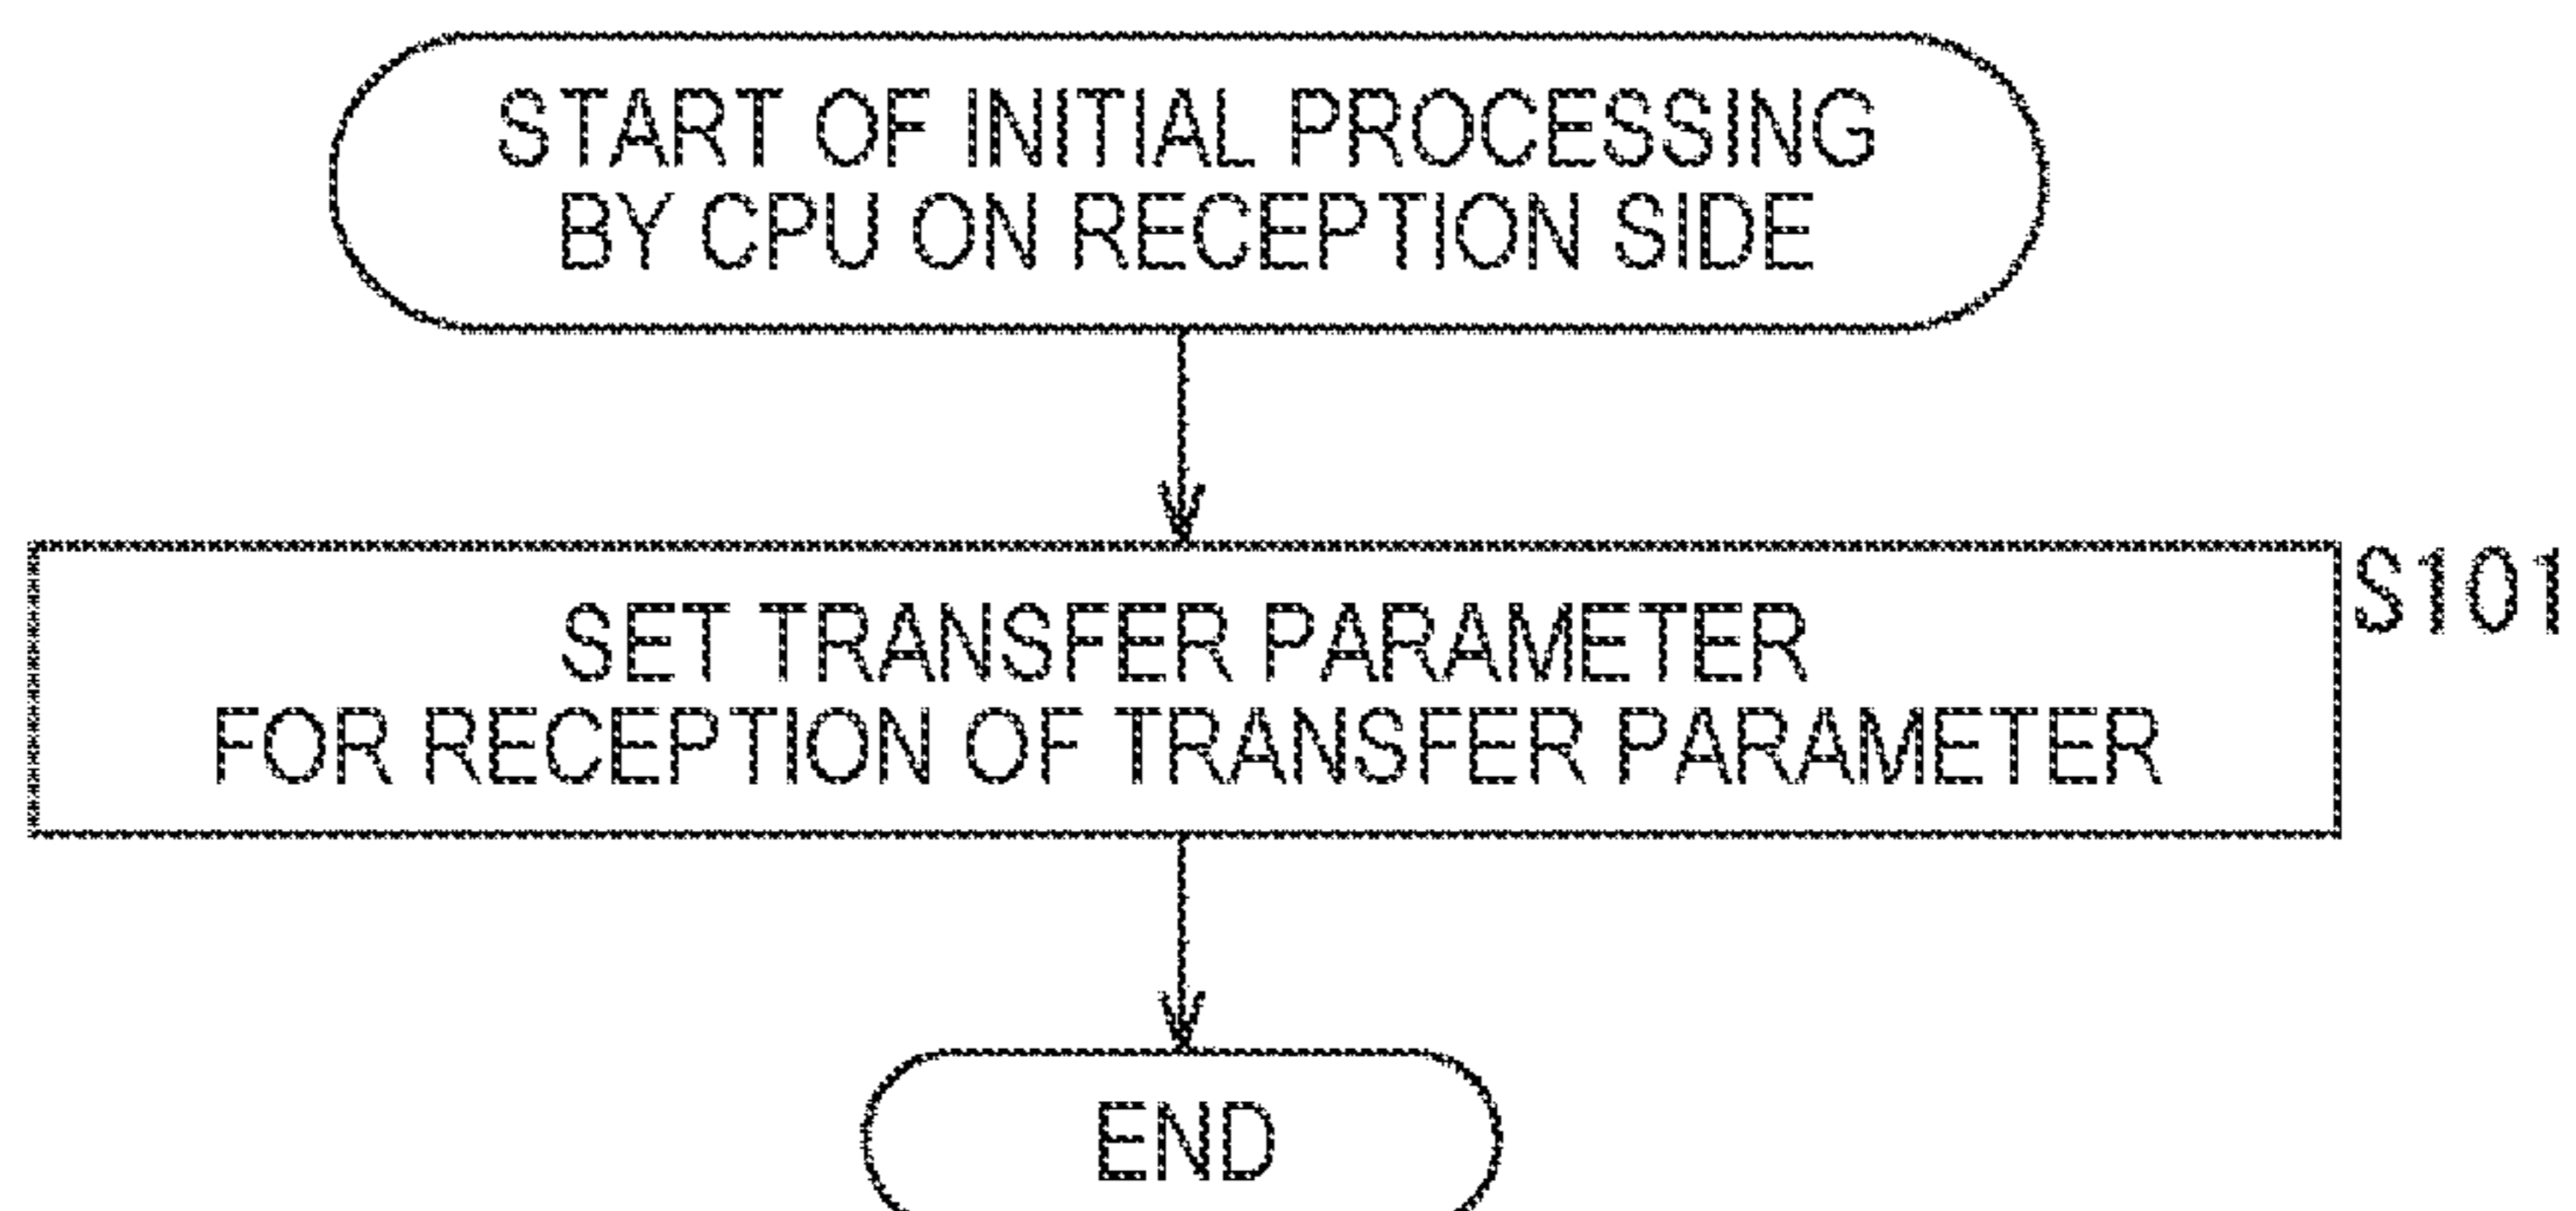 START OF INITIAL PROCESSING
BY CPU ON RECEPTION SIDE
S101
SET TRANSFER PARAMETER
FOR RECEPTION OF TRANSFER PARAMETER
END